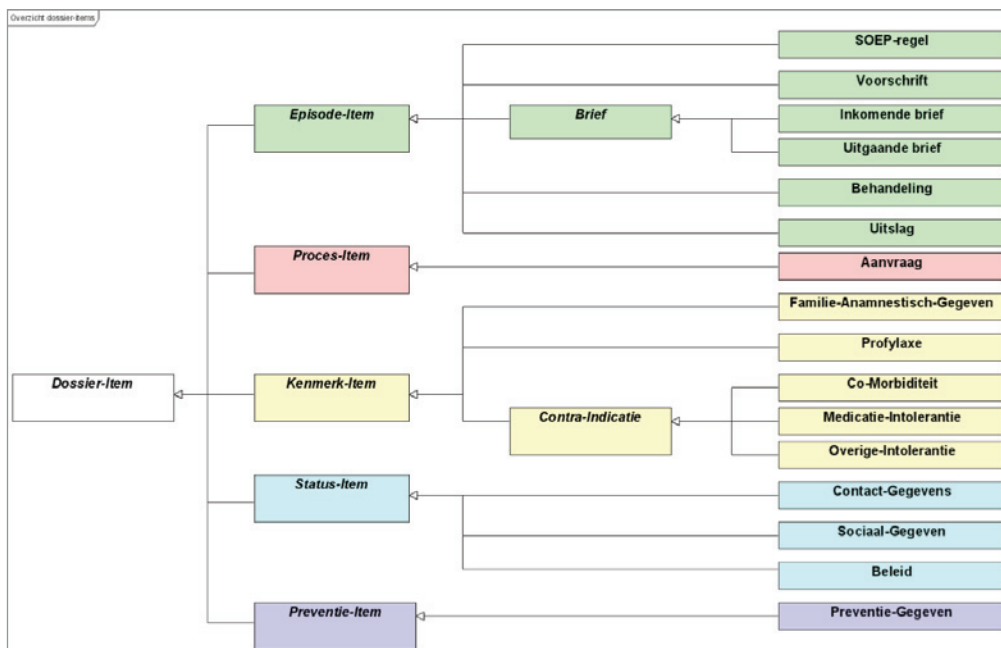 Overzicht dossier-items
SOEP-regel
Voorschrift
Episode-Item
Brief
Inkomende brief
Uitgaande brief
Behandeling
Uitslag
Proces-Item
Aanvraag
Familie-Anamnestisch-Gegeven
Profylaxe
Dossier-Item
Kenmerk-Item
Co-Morbiditeit
Contra-Indicatie
Medicatie-Intolerantie
Overige-Intolerantie
Status-Item
Contact-Gegevens
Sociaal-Gegeven
Beleid
Preventie-Item
Preventie-Gegeven